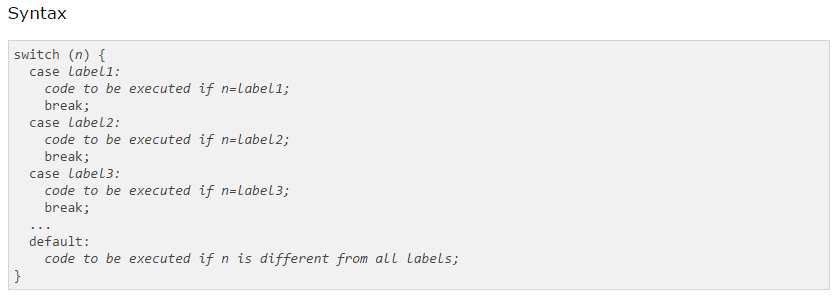 Syntax
switch (n) {
  case label1:
    code to be executed if n=label1;
    break;
  case label2:
    code to be executed if n=label2;
    break;
  case label3:
    code to be executed if n=label3;
    break;
  ...
  default:
    code to be executed if n is different from all labels;
}